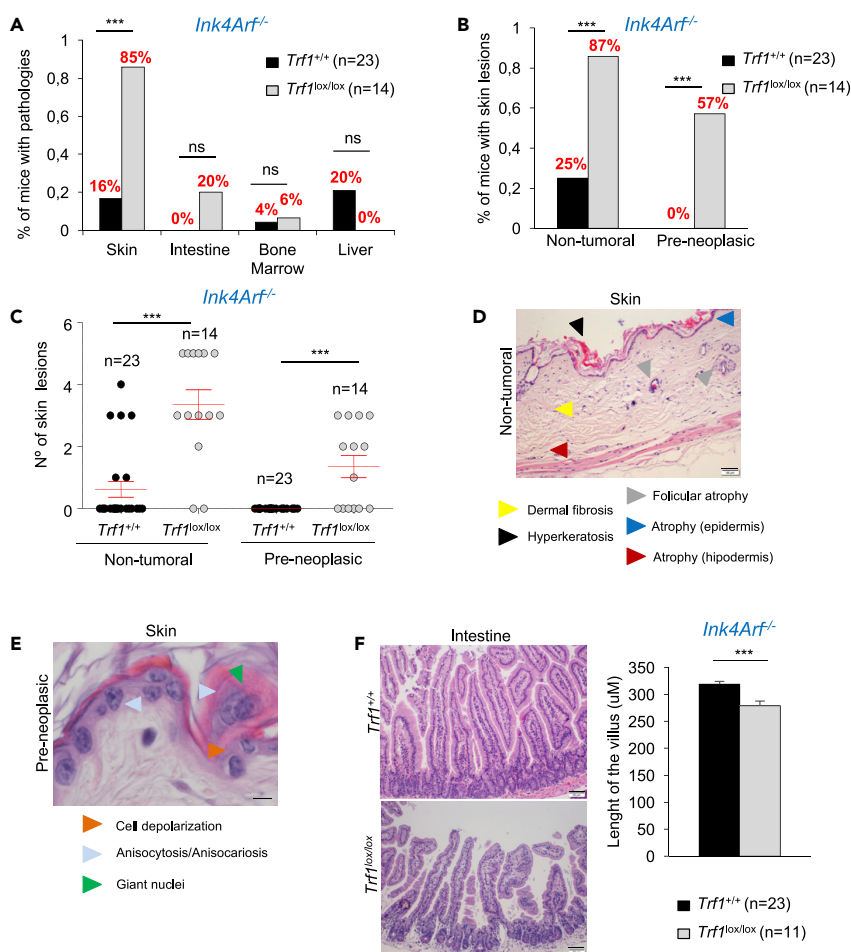 A
Ink4Arf-/-
% of mice with pathologies
1
0,8
0,6
0,4
0,2
0
***
85%
16%
ns
0%
20%
ns
4%
6%
ns
20%
0%
Trf1+/+ (n=23)
Trf1lox/lox (n=14)
Skin
Intestine
Bone
Marrow
Liver
B
Ink4Arf-/-
% of mice with skin lesions
1
0,8
0,6
0,4
0,2
0
***
87%
25%
***
57%
0%
Trf1+/+ (n=23)
Trf1lox/lox (n=14)
Non-tumoral
Pre-neoplasic
C
Ink4Arf-/-
Nº of skin lesions
6
4
2
0
***
n=23
n=14
***
n=23
n=14
Trf1+/+
Trf1lox/lox
Trf1+/+
Trf1lox/lox
Non-tumoral
Pre-neoplasic
D
Skin
Non-tumoral
Dermal fibrosis
Hyperkeratosis
Folicular atrophy
Atrophy (epidermis)
Atrophy (hipodermis)
E
Skin
Pre-neoplasic
Cell depolarization
Anisocytosis/Anisocariosis
Giant nuclei
F
Intestine
Trf1+/+
Trf1lox/lox
Ink4Arf-/-
Lenght of the villus (uM)
350
300
250
200
150
100
50
0
***
Trf1+/+ (n=23)
Trf1lox/lox (n=11)